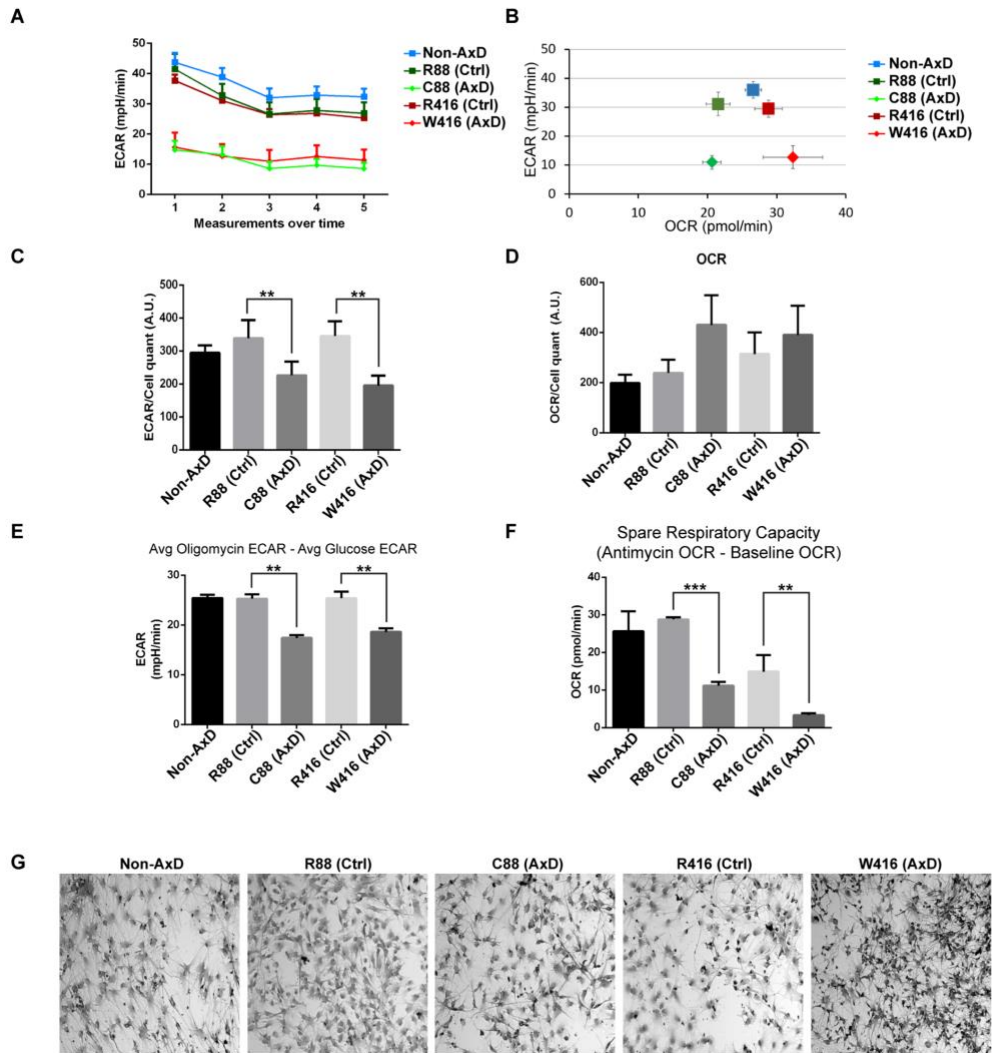 A
50
40
30
20
10
0
ECAR (mpH/min)
1 2 3 4 5
Measurements over time
Non-AxD
R88 (Ctrl)
C88 (AxD)
R416 (Ctrl)
W416 (AxD)
B
50
40
30
20
10
0
ECAR (mpH/min)
0 10 20 30 40
OCR (pmol/min)
Non-AxD
R88 (Ctrl)
C88 (AxD)
R416 (Ctrl)
W416 (AxD)
C
500
400
300
200
100
0
ECAR/Cell quant (A.U.)
** **
Non-AxD
R88 (Ctrl)
C88 (AxD)
R416 (Ctrl)
W416 (AxD)
D
OCR
600
400
200
0
OCR/Cell quant (A.U.)
Non-AxD
R88 (Ctrl)
C88 (AxD)
R416 (Ctrl)
W416 (AxD)
E
Avg Oligomycin ECAR - Avg Glucose ECAR
30
20
10
0
ECAR
(mpH/min)
** **
Non-AxD
R88 (Ctrl)
C88 (AxD)
R416 (Ctrl)
W416 (AxD)
F
Spare Respiratory Capacity
(Antimycin OCR - Baseline OCR)
40
30
20
10
0
OCR (pmol/min)
*** **
Non-AxD
R88 (Ctrl)
C88 (AxD)
R416 (Ctrl)
W416 (AxD)
G
Non-AxD R88 (Ctrl) C88 (AxD) R416 (Ctrl) W416 (AxD)